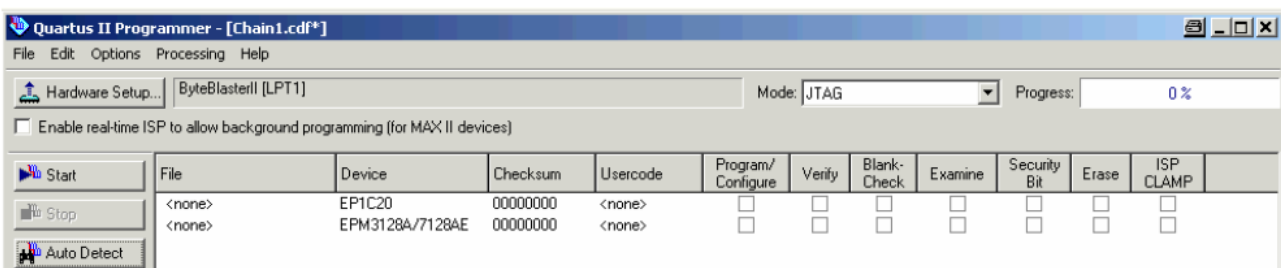 Quartus II Programmer - [Chain1.cdf*]
File Edit Options Processing Help
Hardware Setup... ByteBlasterII [LPT1] Mode: JTAG Progress: 0 %
Enable real-time ISP to allow background programming (for MAX II devices)
Start File Device Checksum Usercode Program/ Configure Verify Blank- Check Examine Security Bit Erase ISP CLAMP
<none> EP1C20 00000000 <none>
Stop
<none> EPM3128A/7128AE 00000000 <none>
Auto Detect